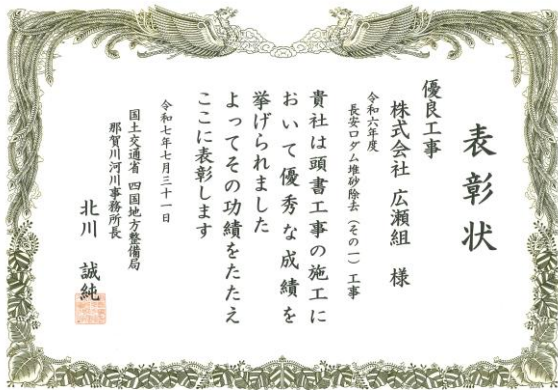 表彰状
優良工事
株式会社 広瀬組 様
令和六年度
長安口ダム堆砂除去（その一）工事
貴社は頭書工事の施工に
おいて優秀な成績を
挙げられました
よってその功績をたたえ
ここに表彰します
令和七年七月三十一日
国土交通省 四国地方整備局
那賀川河川事務所長
北川 誠純